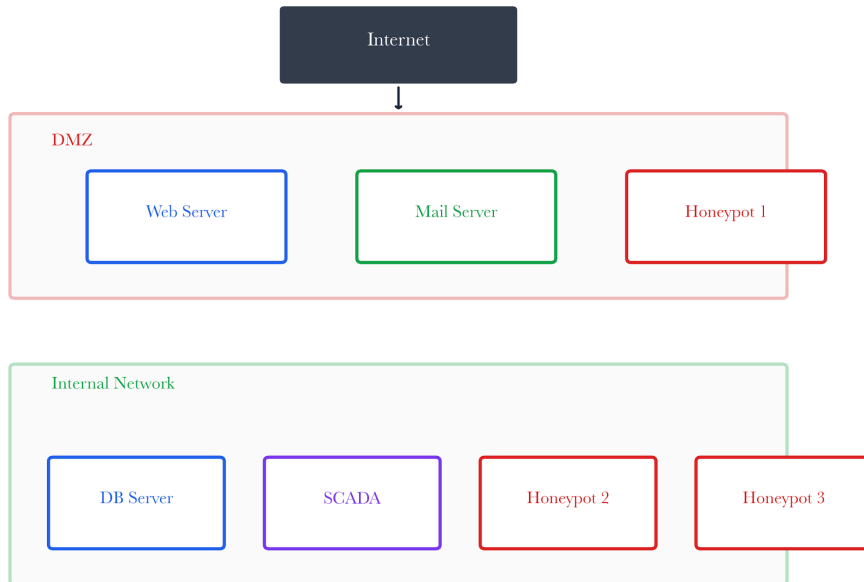 Internet
DMZ
Web Server
Mail Server
Honeypot 1
Internal Network
DB Server
SCADA
Honeypot 2
Honeypot 3